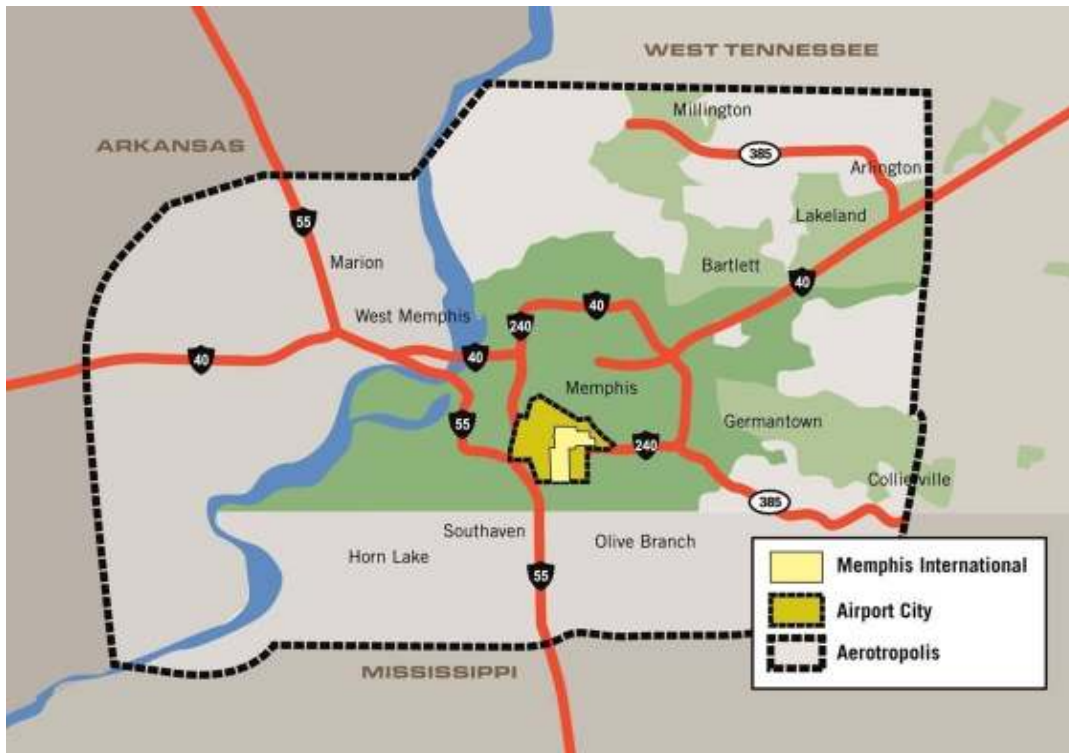 WEST TENNESSEE
Millington
ARKANSAS
385
Arlington
55
Lakeland
Marion
Bartlett
40
West Memphis
40
240
40
40
Memphis
55
Germantown
240
Collierville
385
Southaven
Olive Branch
Horn Lake
55
MISSISSIPPI
Memphis International
Airport City
Aerotropolis